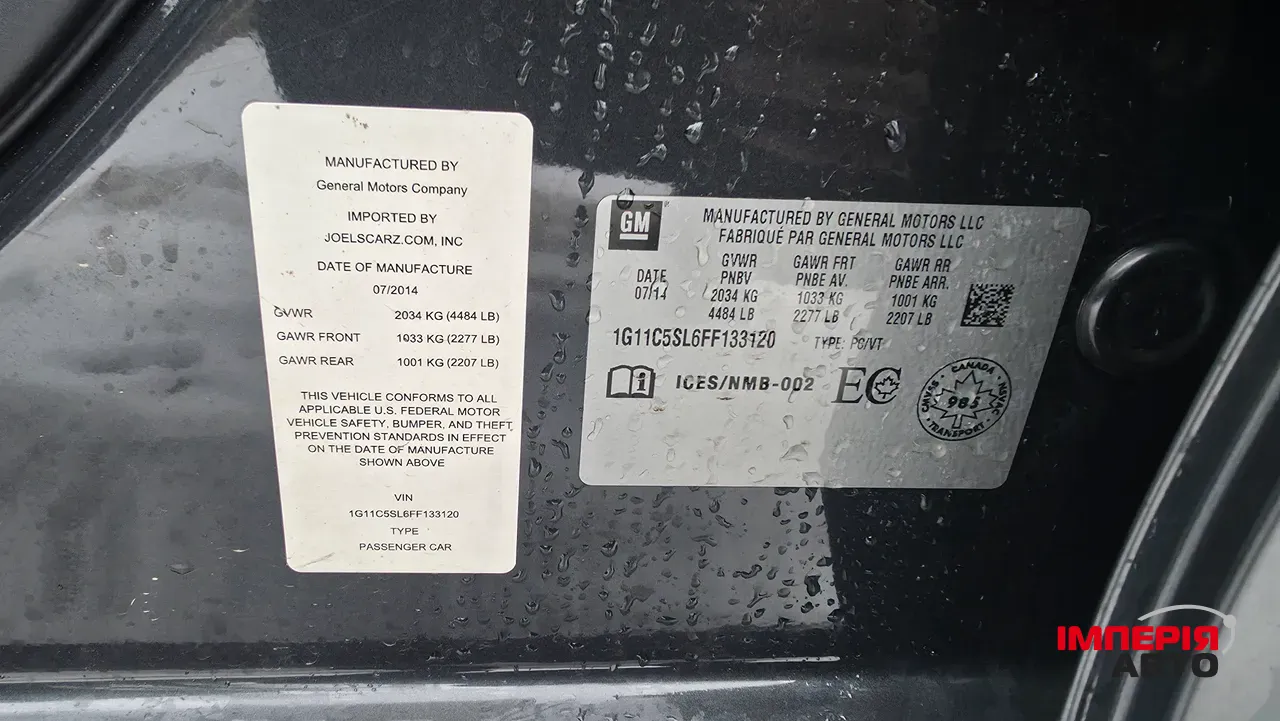 MANUFACTURED BY
General Motors Company
IMPORTED BY
JOELSCARZ.COM, INC
DATE OF MANUFACTURE
07/2014
GVWR 2034 KG (4484 LB)
GAWR FRONT 1033 KG (2277 LB)
GAWR REAR 1001 KG (2207 LB)
THIS VEHICLE CONFORMS TO ALL
APPLICABLE U.S. FEDERAL MOTOR
VEHICLE SAFETY, BUMPER, AND THEFT
PREVENTION STANDARDS IN EFFECT
ON THE DATE OF MANUFACTURE
SHOWN ABOVE
VIN
1G11C5SL6FF133120
TYPE
PASSENGER CAR
GM
MANUFACTURED BY GENERAL MOTORS LLC
FABRIQUÉ PAR GENERAL MOTORS LLC
GVWR GAWR FRT GAWR RR
DATE PNBV PNBE AV. PNBE ARR.
07/14 2034 KG 1033 KG 1001 KG
4484 LB 2277 LB 2207 LB
1G11C5SL6FF133120 TYPE: PC/VT
i ICES/NMB-002 EC
CANADA
NSVAC
TRANSPORT
CMVSS
985
ІМПЕРІЯ
АВТО